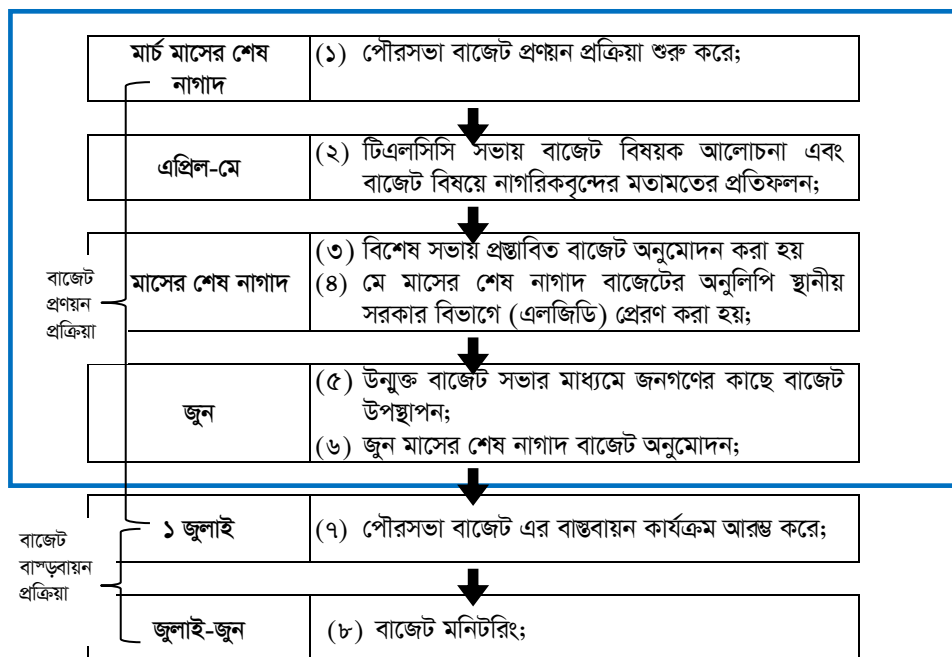 মার্চ মাসের শেষ
নাগাদ
(১) পৌরসভা বাজেট প্রণয়ন প্রক্রিয়া শুরু করে;
এপ্রিল-মে
(২) টিএলসিসি সভায় বাজেট বিষয়ক আলোচনা এবং
বাজেট বিষয়ে নাগরিকবৃন্দের মতামতের প্রতিফলন;
বাজেট
প্রণয়ন
প্রক্রিয়া
মাসের শেষ নাগাদ
(৩) বিশেষ সভায় প্রস্তাবিত বাজেট অনুমোদন করা হয়
(৪) মে মাসের শেষ নাগাদ বাজেটের অনুলিপি স্থানীয়
সরকার বিভাগে (এলজিডি) প্রেরণ করা হয়;
জুন
(৫) উন্মুক্ত বাজেট সভার মাধ্যমে জনগণের কাছে বাজেট
উপস্থাপন;
(৬) জুন মাসের শেষ নাগাদ বাজেট অনুমোদন;
১ জুলাই
(৭) পৌরসভা বাজেট এর বাস্তবায়ন কার্যক্রম আরম্ভ করে;
বাজেট
বাস্ড়বায়ন
প্রক্রিয়া
জুলাই-জুন
(৮) বাজেট মনিটরিং;